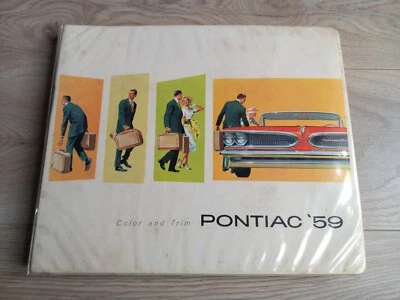 Color and Trim PONTIAC '59